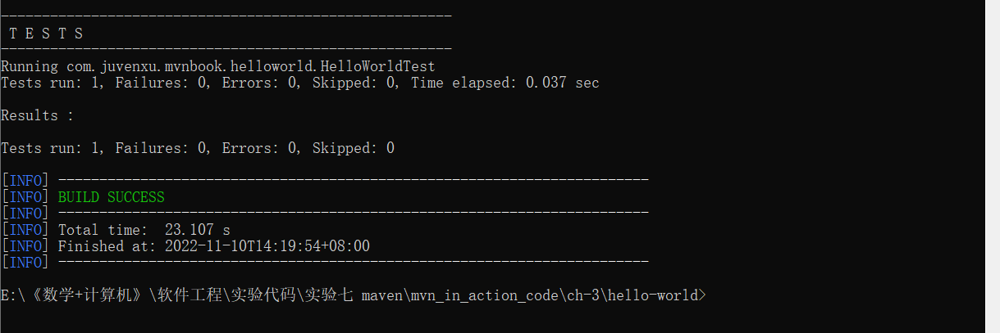 -------------------------------------------------------
 T E S T S
-------------------------------------------------------
Running com.juvenxu.mvnbook.helloworld.HelloWorldTest
Tests run: 1, Failures: 0, Errors: 0, Skipped: 0, Time elapsed: 0.037 sec
Results :
Tests run: 1, Failures: 0, Errors: 0, Skipped: 0
[INFO] ------------------------------------------------------------------------
[INFO] BUILD SUCCESS
[INFO] ------------------------------------------------------------------------
[INFO] Total time:  23.107 s
[INFO] Finished at: 2022-11-10T14:19:54+08:00
[INFO] ------------------------------------------------------------------------
E:\《数学+计算机》\软件工程\实验代码\实验七 maven\mvn_in_action_code\ch-3\hello-world>